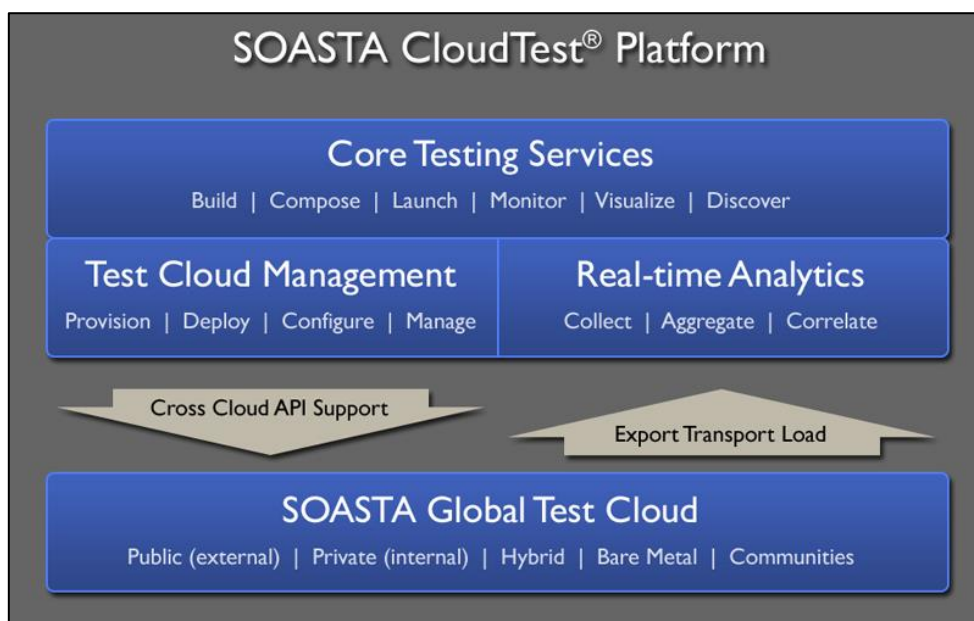 SOASTA CloudTest® Platform
Core Testing Services
Build | Compose | Launch | Monitor | Visualize | Discover
Test Cloud Management
Provision | Deploy | Configure | Manage
Real-time Analytics
Collect | Aggregate | Correlate
Cross Cloud API Support
Export Transport Load
SOASTA Global Test Cloud
Public (external) | Private (internal) | Hybrid | Bare Metal | Communities